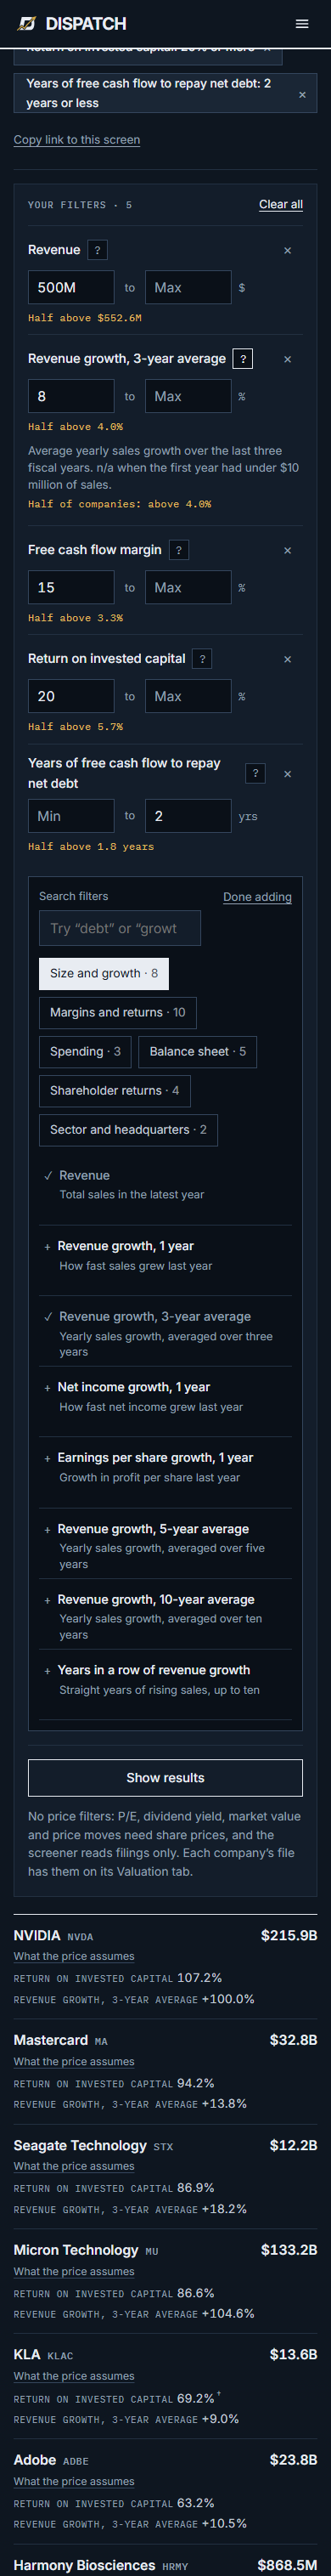 DISPATCH
Return on invested capital: 20% or more ×
Years of free cash flow to repay net debt: 2
years or less ×
Copy link to this screen
YOUR FILTERS · 5 Clear all
Revenue ? ×
500M to Max $
Half above $552.6M
Revenue growth, 3-year average ? ×
8 to Max %
Half above 4.0%
Average yearly sales growth over the last three
fiscal years. n/a when the first year had under $10
million of sales.
Half of companies: above 4.0%
Free cash flow margin ? ×
15 to Max %
Half above 3.3%
Return on invested capital ? ×
20 to Max %
Half above 5.7%
Years of free cash flow to repay
net debt ? ×
Min to 2 yrs
Half above 1.8 years
Search filters Done adding
Try “debt” or “growt
Size and growth · 8
Margins and returns · 10
Spending · 3 Balance sheet · 5
Shareholder returns · 4
Sector and headquarters · 2
✓ Revenue
Total sales in the latest year
+ Revenue growth, 1 year
How fast sales grew last year
✓ Revenue growth, 3-year average
Yearly sales growth, averaged over three
years
+ Net income growth, 1 year
How fast net income grew last year
+ Earnings per share growth, 1 year
Growth in profit per share last year
+ Revenue growth, 5-year average
Yearly sales growth, averaged over five
years
+ Revenue growth, 10-year average
Yearly sales growth, averaged over ten
years
+ Years in a row of revenue growth
Straight years of rising sales, up to ten
Show results
No price filters: P/E, dividend yield, market value
and price moves need share prices, and the
screener reads filings only. Each company’s file
has them on its Valuation tab.
NVIDIA NVDA $215.9B
What the price assumes
RETURN ON INVESTED CAPITAL 107.2%
REVENUE GROWTH, 3-YEAR AVERAGE +100.0%
Mastercard MA $32.8B
What the price assumes
RETURN ON INVESTED CAPITAL 94.2%
REVENUE GROWTH, 3-YEAR AVERAGE +13.8%
Seagate Technology STX $12.2B
What the price assumes
RETURN ON INVESTED CAPITAL 86.9%
REVENUE GROWTH, 3-YEAR AVERAGE +18.2%
Micron Technology MU $133.2B
What the price assumes
RETURN ON INVESTED CAPITAL 86.6%
REVENUE GROWTH, 3-YEAR AVERAGE +104.6%
KLA KLAC $13.6B
What the price assumes
RETURN ON INVESTED CAPITAL 69.2% †
REVENUE GROWTH, 3-YEAR AVERAGE +9.0%
Adobe ADBE $23.8B
What the price assumes
RETURN ON INVESTED CAPITAL 63.2%
REVENUE GROWTH, 3-YEAR AVERAGE +10.5%
Harmony Biosciences HRMY $868.5M